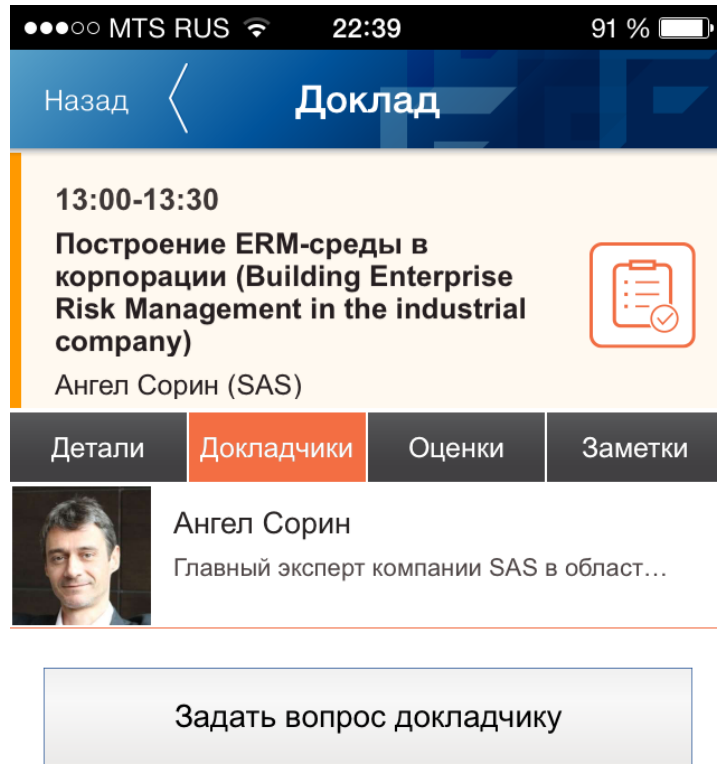 MTS RUS 22:39 91 %
Назад Доклад
13:00-13:30
Построение ERM-среды в
корпорации (Building Enterprise
Risk Management in the industrial
company)
Ангел Сорин (SAS)
Детали Докладчики Оценки Заметки
Ангел Сорин
Главный эксперт компании SAS в област…
Задать вопрос докладчику